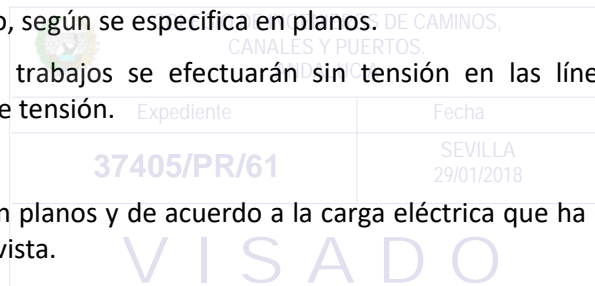 o, según se especifica en planos.
S DE CAMINOS,
CANALES Y PUERTOS.
trabajos se efectuarán sin tensión en las líne
e tensión.
Expediente
Fecha
37405/PR/61
SEVILLA
29/01/2018
n planos y de acuerdo a la carga eléctrica que ha
vista.
VISADO